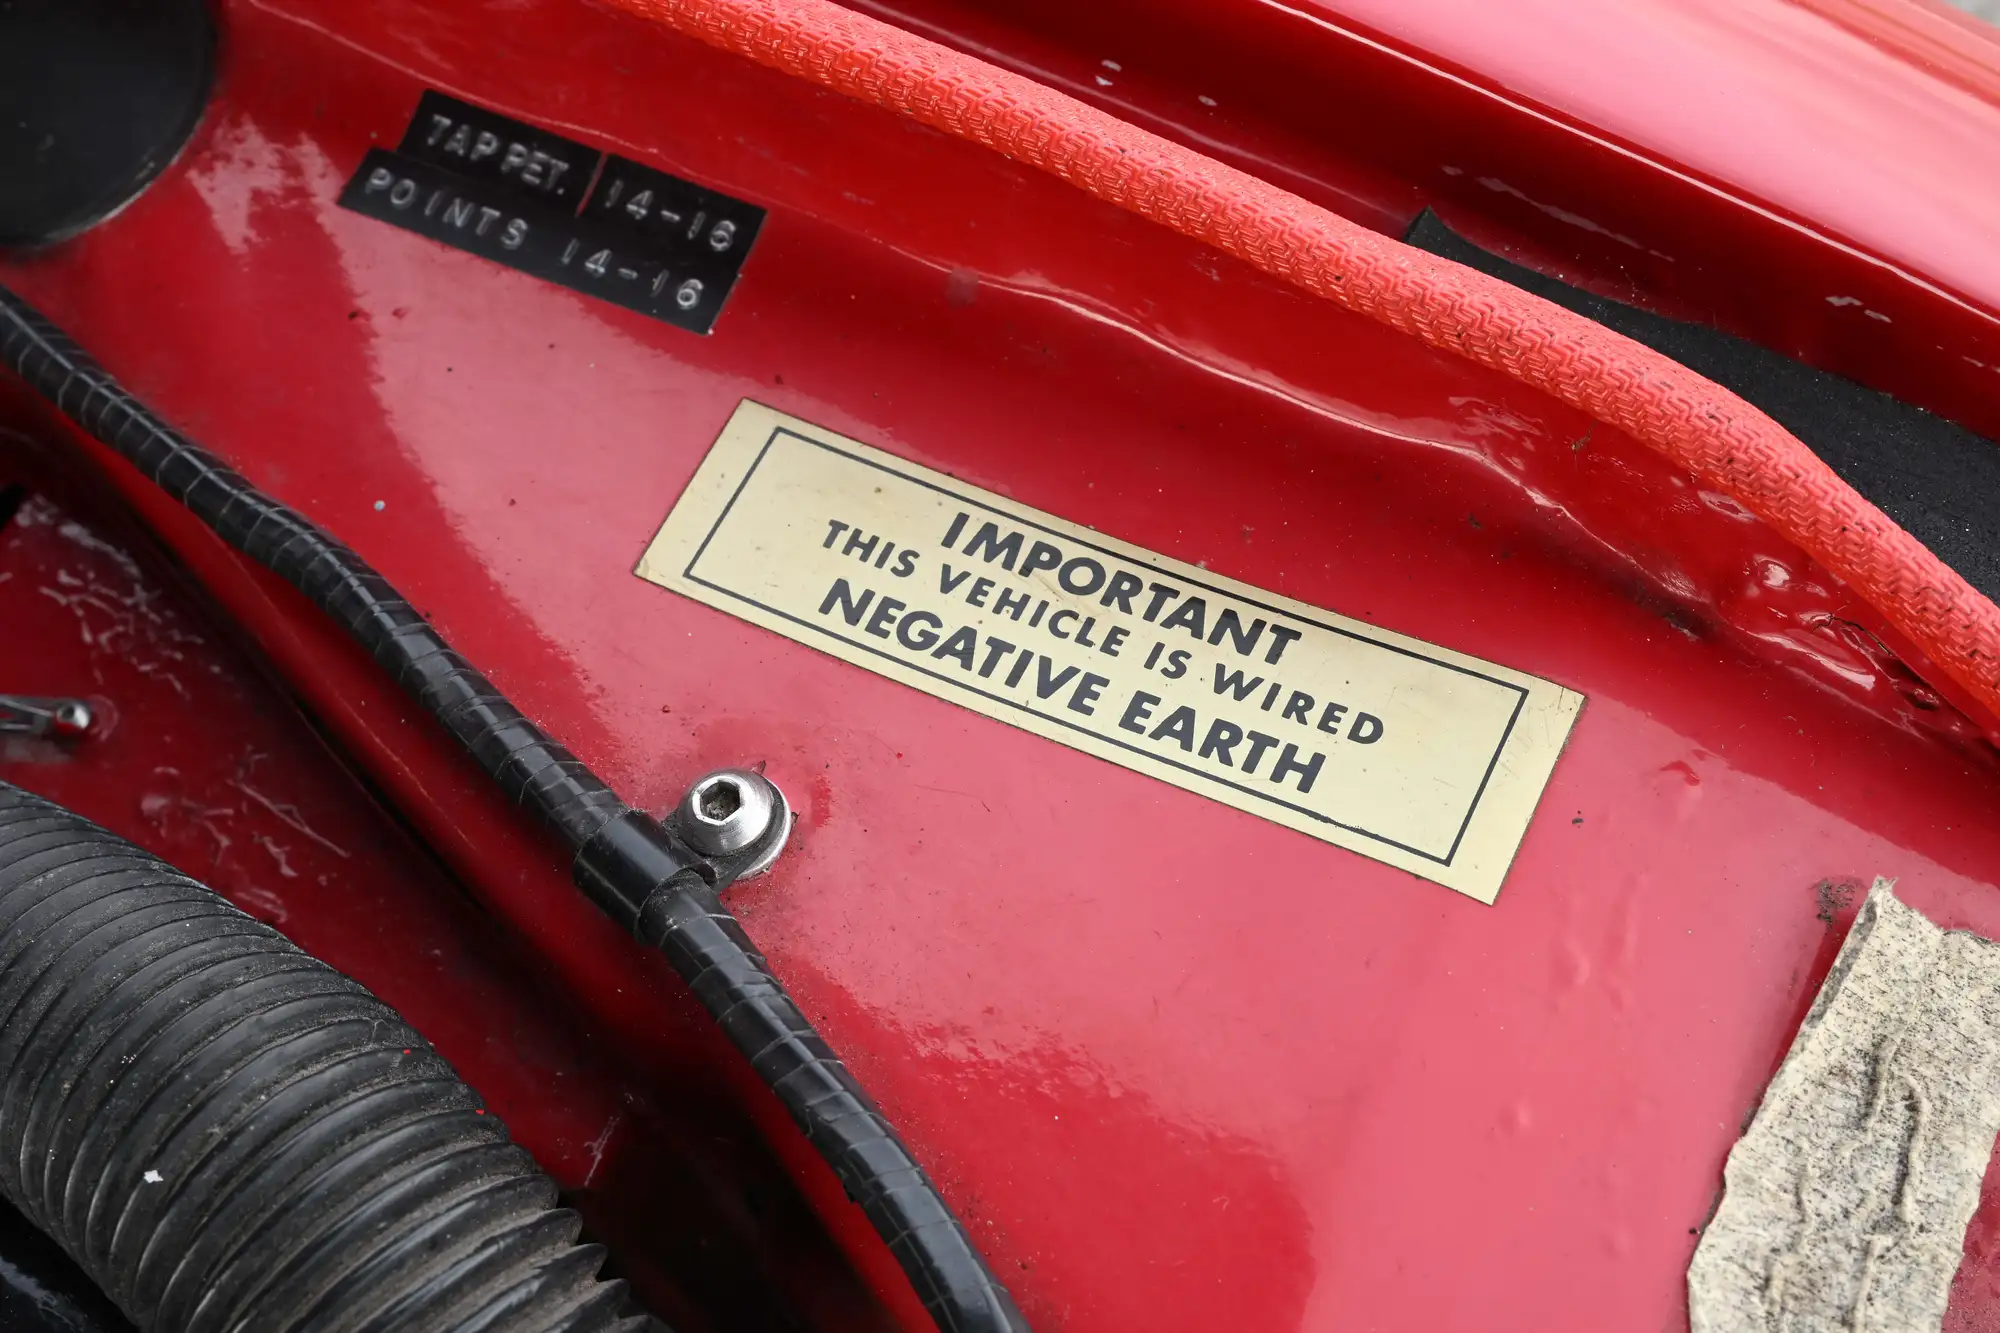 TAPPET. 14-16
POINTS 14-16
IMPORTANT
THIS VEHICLE IS WIRED
NEGATIVE EARTH